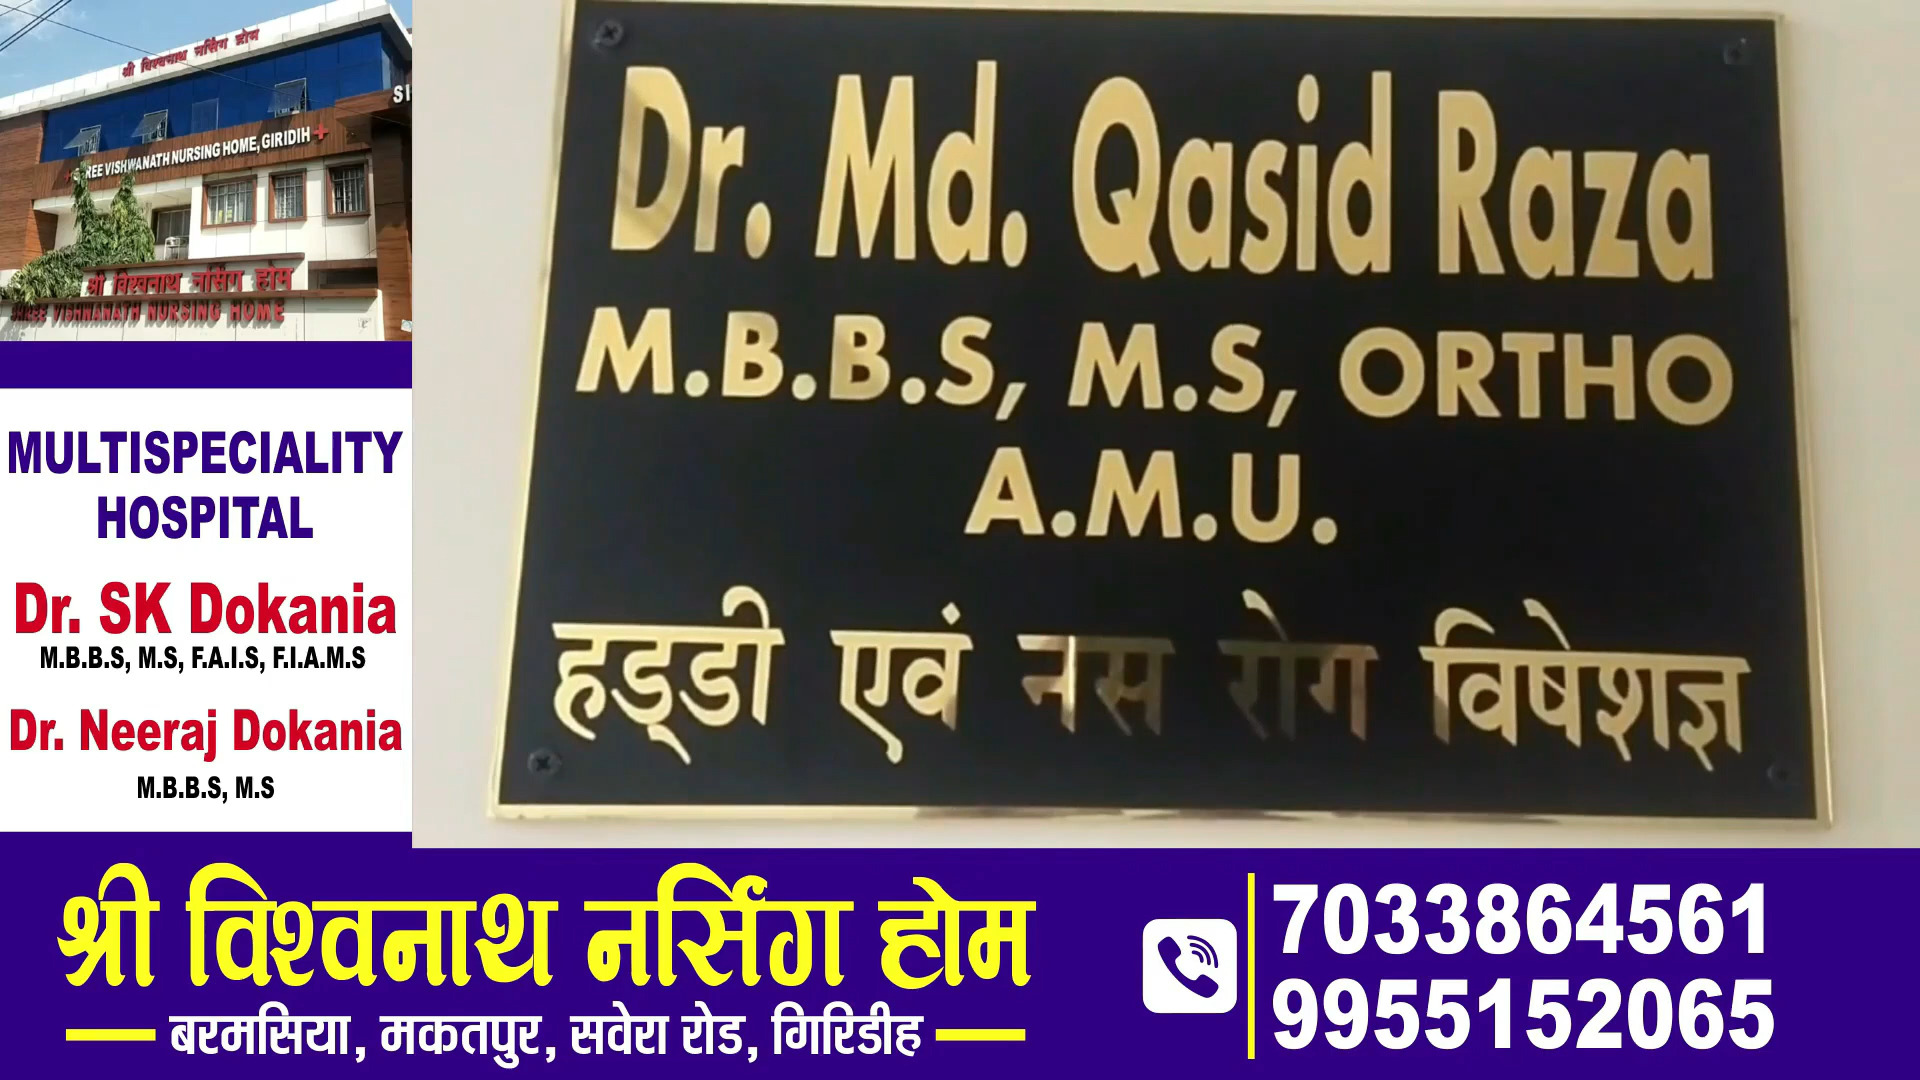 श्री विश्वनाथ नर्सिंग होम
SHREE VISHWANATH NURSING HOME, GIRIDIH
श्री विश्वनाथ नर्सिंग होम
SHREE VISHWANATH NURSING HOME
MULTISPECIALITY
HOSPITAL
Dr. SK Dokania
M.B.B.S, M.S, F.A.I.S, F.I.A.M.S
Dr. Neeraj Dokania
M.B.B.S, M.S
Dr. Md. Qasid Raza
M.B.B.S, M.S, ORTHO
A.M.U.
हड्डी एवं नस रोग विषेशज्ञ
श्री विश्वनाथ नर्सिंग होम
बरमसिया, मकतपुर, सवेरा रोड, गिरिडीह
7033864561
9955152065